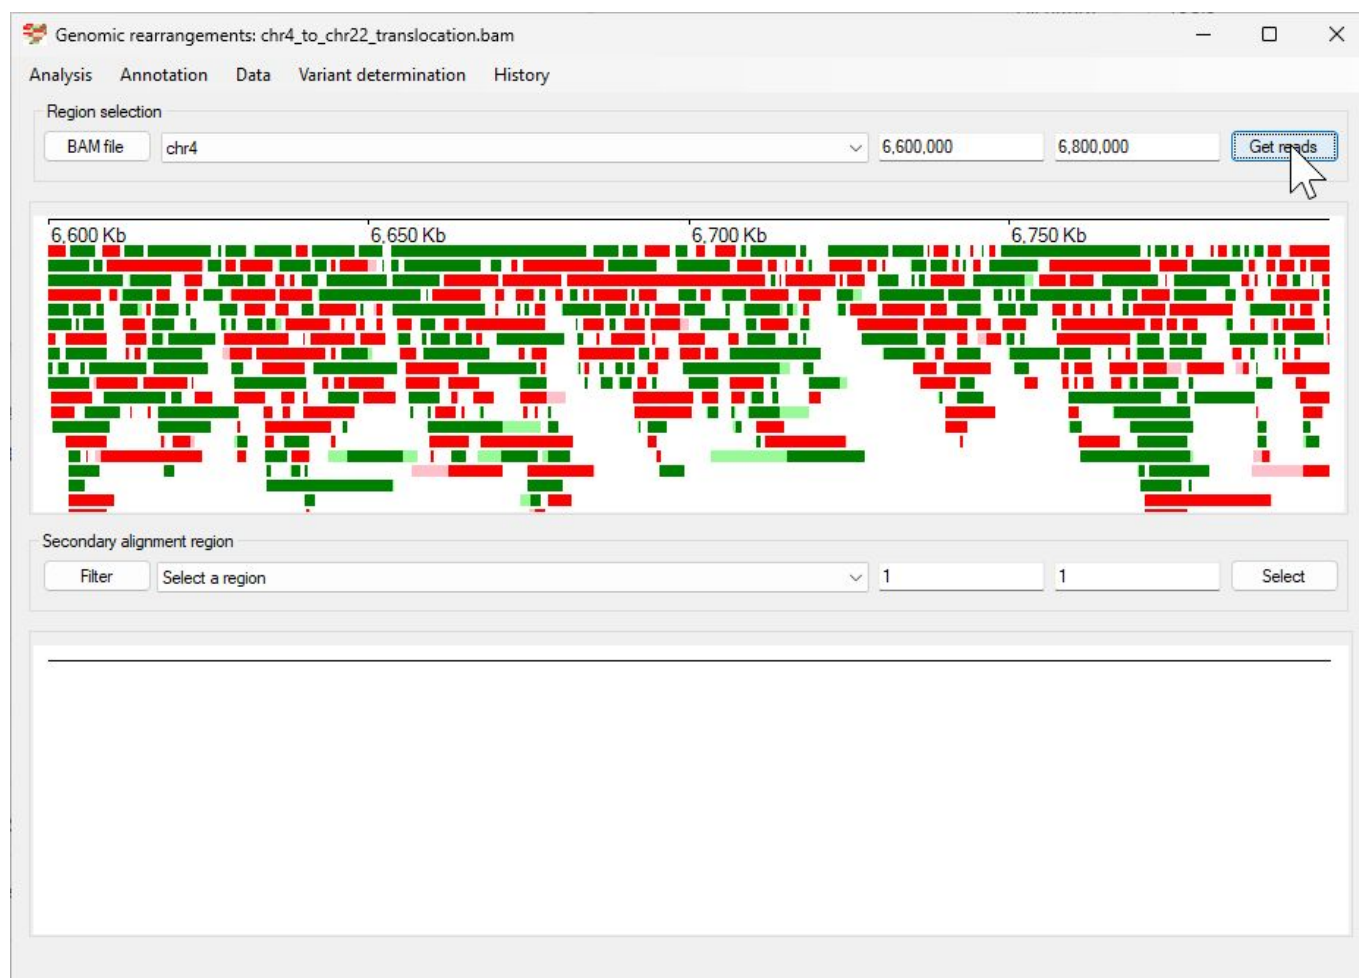 Genomic rearrangements: chr4_to_chr22_translocation.bam
Analysis Annotation Data Variant determination History
Region selection
BAM file chr4 6,600,000 6,800,000 Get reads
6,600 Kb 6,650 Kb 6,700 Kb 6,750 Kb
Secondary alignment region
Filter Select a region 1 1 Select